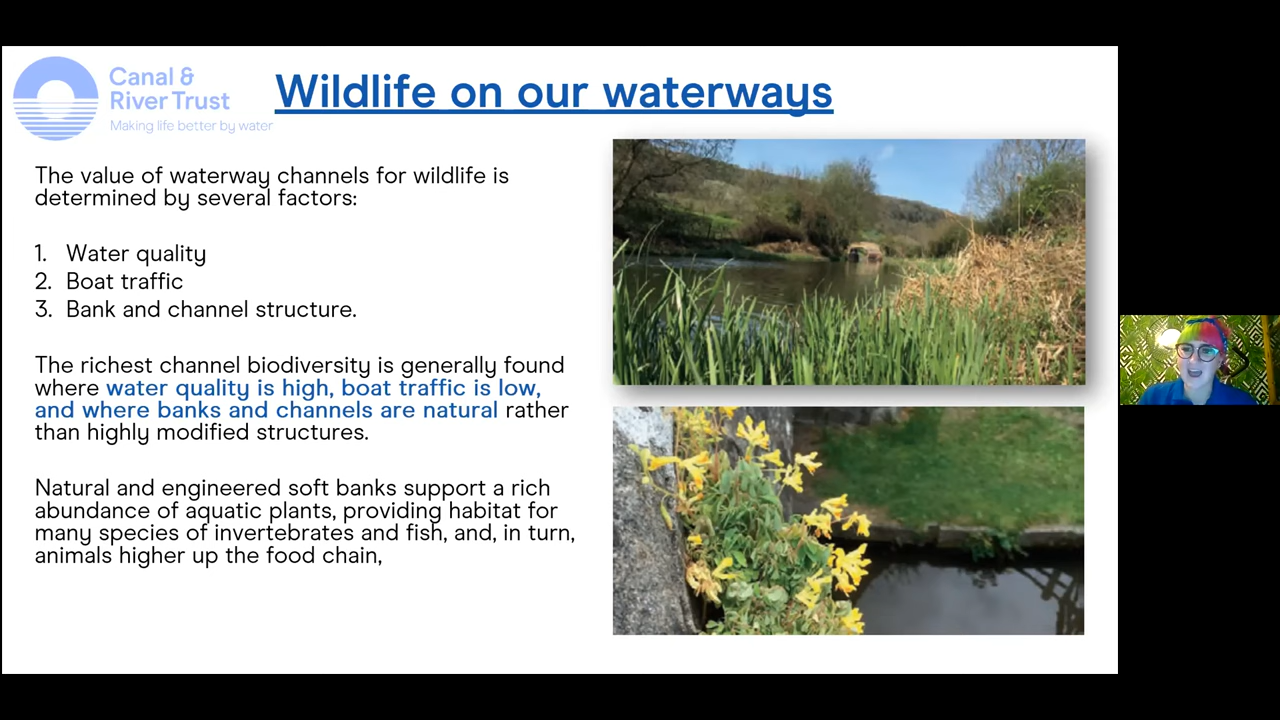 Canal &
River Trust
Making life better by water
Wildlife on our waterways
The value of waterway channels for wildlife is
determined by several factors:
1. Water quality
2. Boat traffic
3. Bank and channel structure.
The richest channel biodiversity is generally found
where water quality is high, boat traffic is low,
and where banks and channels are natural rather
than highly modified structures.
Natural and engineered soft banks support a rich
abundance of aquatic plants, providing habitat for
many species of invertebrates and fish, and, in turn,
animals higher up the food chain,